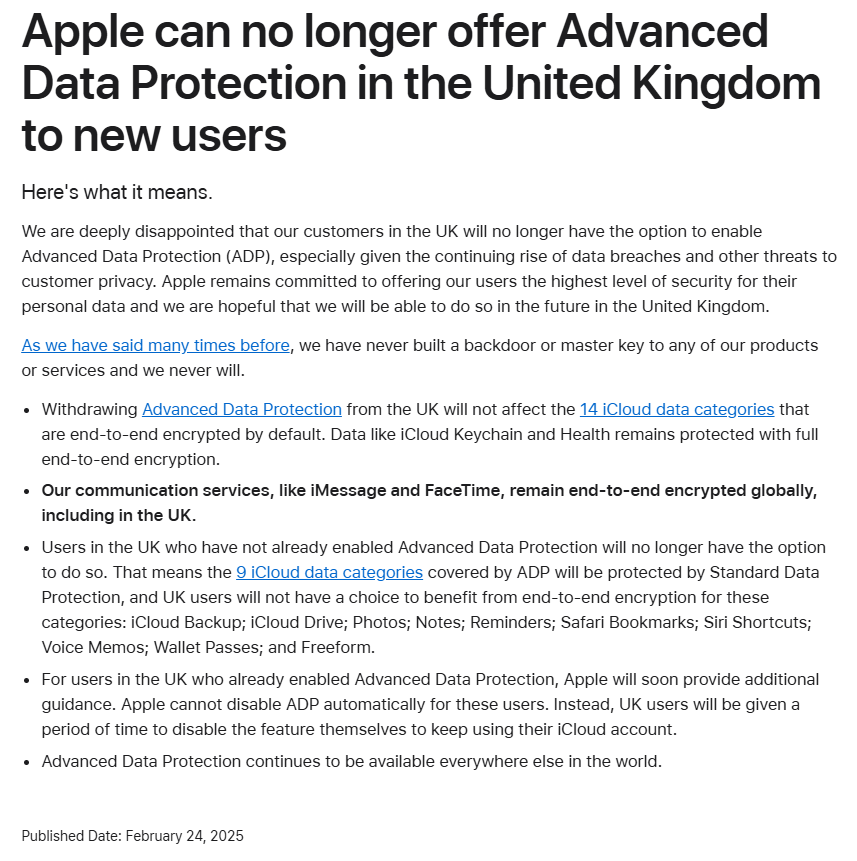 Apple can no longer offer Advanced
Data Protection in the United Kingdom
to new users
Here's what it means.
We are deeply disappointed that our customers in the UK will no longer have the option to enable
Advanced Data Protection (ADP), especially given the continuing rise of data breaches and other threats to
customer privacy. Apple remains committed to offering our users the highest level of security for their
personal data and we are hopeful that we will be able to do so in the future in the United Kingdom.
As we have said many times before, we have never built a backdoor or master key to any of our products
or services and we never will.
• Withdrawing Advanced Data Protection from the UK will not affect the 14 iCloud data categories that
are end-to-end encrypted by default. Data like iCloud Keychain and Health remains protected with full
end-to-end encryption.
• Our communication services, like iMessage and FaceTime, remain end-to-end encrypted globally,
including in the UK.
• Users in the UK who have not already enabled Advanced Data Protection will no longer have the option
to do so. That means the 9 iCloud data categories covered by ADP will be protected by Standard Data
Protection, and UK users will not have a choice to benefit from end-to-end encryption for these
categories: iCloud Backup; iCloud Drive; Photos; Notes; Reminders; Safari Bookmarks; Siri Shortcuts;
Voice Memos; Wallet Passes; and Freeform.
• For users in the UK who already enabled Advanced Data Protection, Apple will soon provide additional
guidance. Apple cannot disable ADP automatically for these users. Instead, UK users will be given a
period of time to disable the feature themselves to keep using their iCloud account.
• Advanced Data Protection continues to be available everywhere else in the world.
Published Date: February 24, 2025